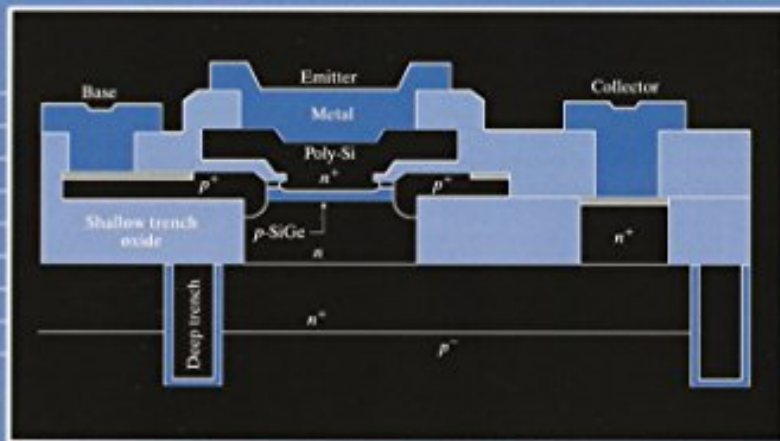 Emitter
Base
Collector
Metal
Poly-Si
n⁺
p⁺
p⁺
Shallow trench
oxide
p-SiGe
n⁺
n
Deep trench
n⁺
p⁻